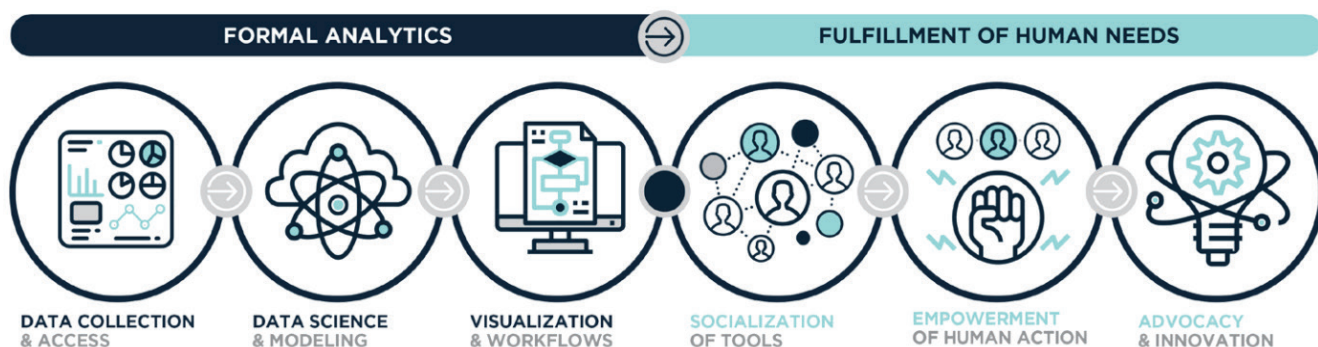 FORMAL ANALYTICS
FULFILLMENT OF HUMAN NEEDS
DATA COLLECTION
& ACCESS
DATA SCIENCE
& MODELING
VISUALIZATION
& WORKFLOWS
SOCIALIZATION
OF TOOLS
EMPOWERMENT
OF HUMAN ACTION
ADVOCACY
& INNOVATION